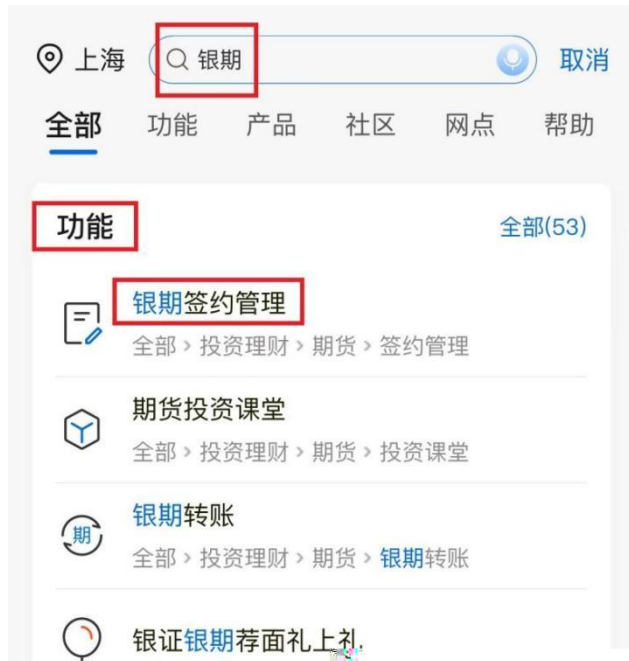 上海 银期 取消
全部 功能 产品 社区 网点 帮助
功能 全部(53)
银期签约管理
全部 > 投资理财 > 期货 > 签约管理
期货投资课堂
全部 > 投资理财 > 期货 > 投资课堂
期 银期转账
全部 > 投资理财 > 期货 > 银期转账
银证银期荐面礼上礼